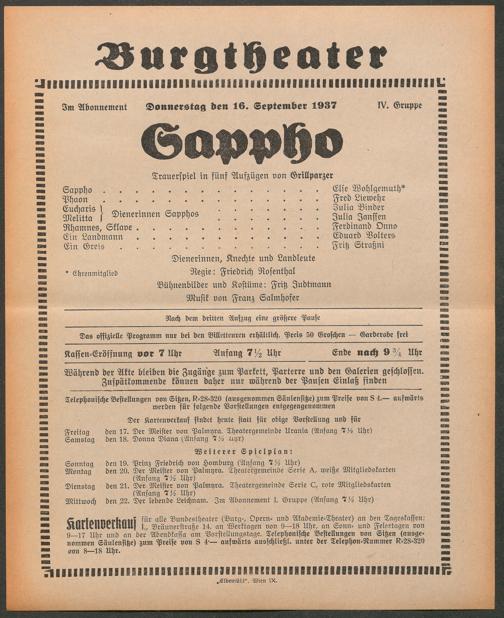 Burgtheater
Im Abonnement Donnerstag den 16. September 1937 IV. Gruppe
Sappho
Trauerspiel in fünf Aufzügen von Grillparzer
Sappho . . . . . . . . . . . . . Else Wohlgemuth*
Phaon . . . . . . . . . . . . . Fred Liewehr
Eucharis } Dienerinnen Sapphos . . . . . . Julia Binder
Melitta } Dienerinnen Sapphos . . . . . . Julia Janssen
Rhamnes, Sklave . . . . . . . . . . Ferdinand Onno
Ein Landmann . . . . . . . . . . Eduard Volters
Ein Greis . . . . . . . . . . . . Fritz Straßni
Dienerinnen, Knechte und Landleute
* Ehrenmitglied Regie: Friedrich Rosenthal
Bühnenbilder und Kostüme: Fritz Judtmann
Musik von Franz Salmhofer
Nach dem dritten Aufzug eine größere Pause
Das offizielle Programm nur bei den Billetteuren erhältlich. Preis 50 Groschen — Garderobe frei
Kassen-Eröffnung vor 7 Uhr Anfang 7½ Uhr Ende nach 9¾ Uhr
Während der Akte bleiben die Zugänge zum Parkett, Parterre und den Galerien geschlossen.
Zuspätkommende können daher nur während der Pausen Einlaß finden
Telephonische Bestellungen von Sitzen, R-28-320 (ausgenommen Säulensitze) zum Preise von S 4.— aufwärts
werden für folgende Vorstellungen entgegengenommen
Der Kartenverkauf findet heute statt für obige Vorstellung und für
Freitag den 17. Der Meister von Palmyra. Theatergemeinde Urania (Anfang 7½ Uhr)
Samstag den 18. Donna Diana (Anfang 7½ Uhr)
Weiterer Spielplan:
Sonntag den 19. Prinz Friedrich von Homburg (Anfang 7½ Uhr)
Montag den 20. Der Meister von Palmyra. Theatergemeinde Serie A, weiße Mitgliedskarten
(Anfang 7½ Uhr)
Dienstag den 21. Der Meister von Palmyra. Theatergemeinde Serie C, rote Mitgliedskarten
(Anfang 7½ Uhr)
Mittwoch den 22. Der lebende Leichnam. Im Abonnement I. Gruppe (Anfang 7½ Uhr)
Kartenverkauf für alle Bundestheater (Burg-, Opern- und Akademie-Theater) an den Tageskassen:
I., Bräunerstraße 14, an Werktagen von 9—18 Uhr, an Sonn- und Feiertagen von
9—17 Uhr und an der Abendkassa am Vorstellungstage. Telephonische Bestellungen von Sitzen (ausge-
nommen Säulensitze) zum Preise von S 4·— aufwärts ausschließl. unter der Telephon-Nummer R-28-320
von 8—18 Uhr.
„Elbemühl“, Wien IX.